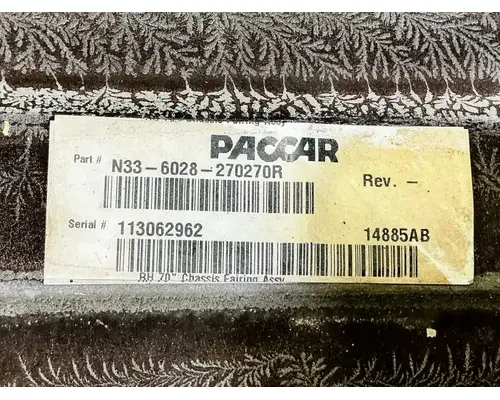 PACCAR
Part # N33-6028-270270R Rev. -
Serial # 113062962 14885AB
RH 70" Chassis Fairing Assy